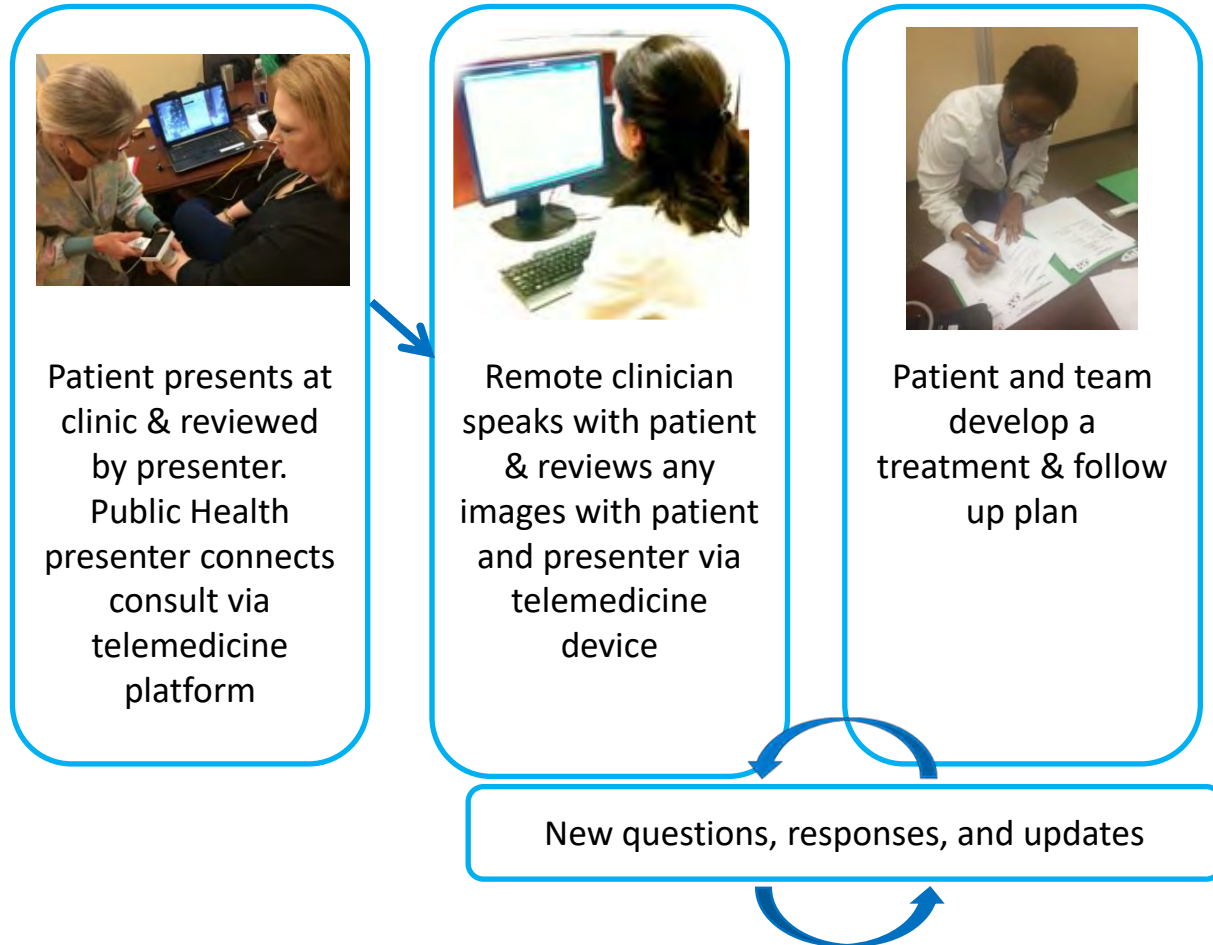 Patient presents at
clinic & reviewed
by presenter.
Public Health
presenter connects
consult via
telemedicine
platform
Remote clinician
speaks with patient
& reviews any
images with patient
and presenter via
telemedicine
device
Patient and team
develop a
treatment & follow
up plan
New questions, responses, and updates